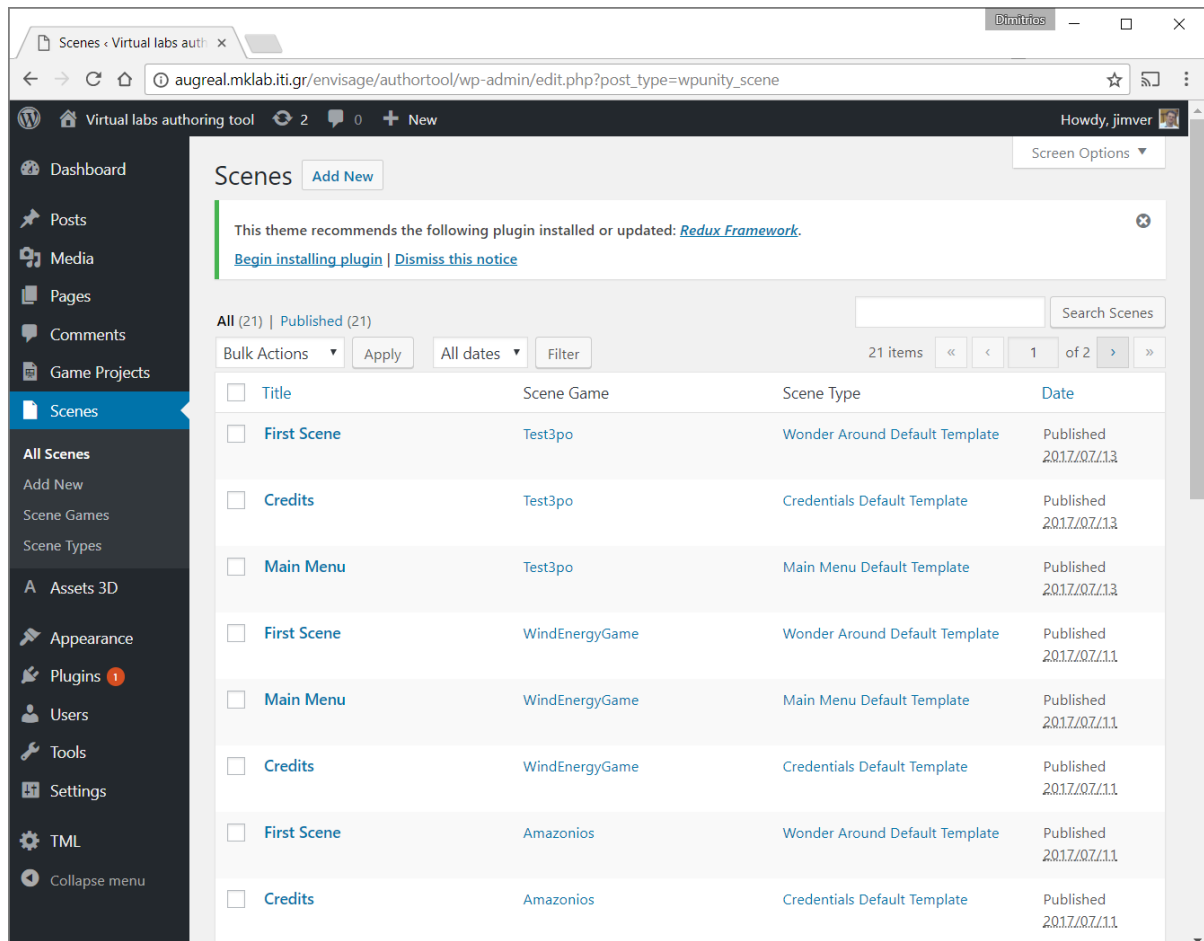 Dimitrios
Scenes ‹ Virtual labs auth
augreal.mklab.iti.gr/envisage/authortool/wp-admin/edit.php?post_type=wpunity_scene
Virtual labs authoring tool 2 0 New Howdy, jimver
Screen Options ▼
Dashboard
Posts
Media
Pages
Comments
Game Projects
Scenes
All Scenes
Add New
Scene Games
Scene Types
A Assets 3D
Appearance
Plugins 1
Users
Tools
Settings
TML
Collapse menu
Scenes Add New
This theme recommends the following plugin installed or updated: Redux Framework.
Begin installing plugin | Dismiss this notice
All (21) | Published (21) Search Scenes
Bulk Actions ▼ Apply All dates ▼ Filter 21 items « ‹ 1 of 2 › »
Title Scene Game Scene Type Date
First Scene Test3po Wonder Around Default Template Published
2017/07/13
Credits Test3po Credentials Default Template Published
2017/07/13
Main Menu Test3po Main Menu Default Template Published
2017/07/13
First Scene WindEnergyGame Wonder Around Default Template Published
2017/07/11
Main Menu WindEnergyGame Main Menu Default Template Published
2017/07/11
Credits WindEnergyGame Credentials Default Template Published
2017/07/11
First Scene Amazonios Wonder Around Default Template Published
2017/07/11
Credits Amazonios Credentials Default Template Published
2017/07/11